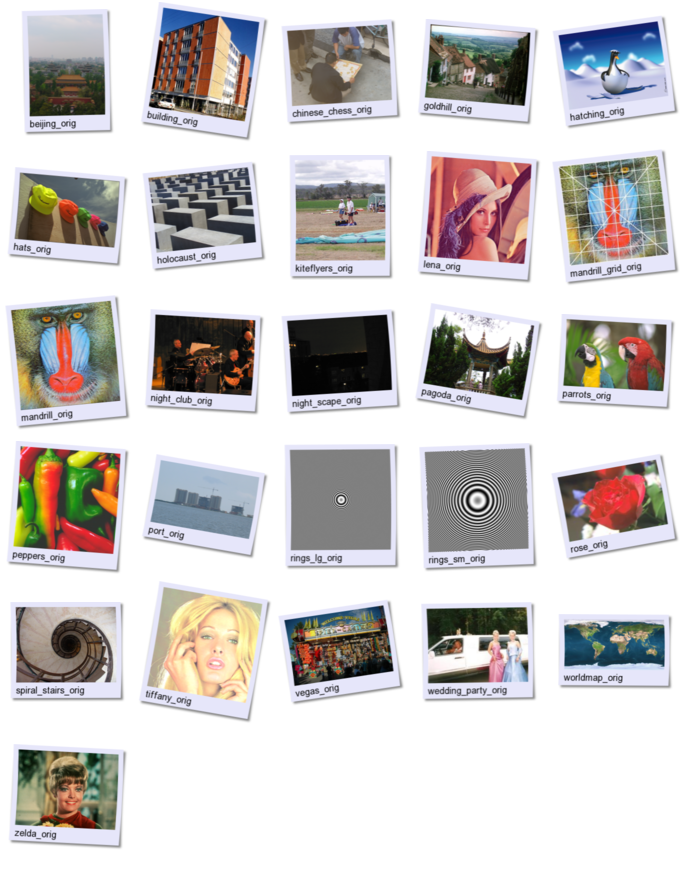 beijing_orig
building_orig
chinese_chess_orig
goldhill_orig
hatching_orig
hats_orig
holocaust_orig
kiteflyers_orig
lena_orig
mandrill_grid_orig
mandrill_orig
night_club_orig
night_scape_orig
pagoda_orig
parrots_orig
peppers_orig
port_orig
rings_lg_orig
rings_sm_orig
rose_orig
spiral_stairs_orig
tiffany_orig
vegas_orig
wedding_party_orig
worldmap_orig
zelda_orig